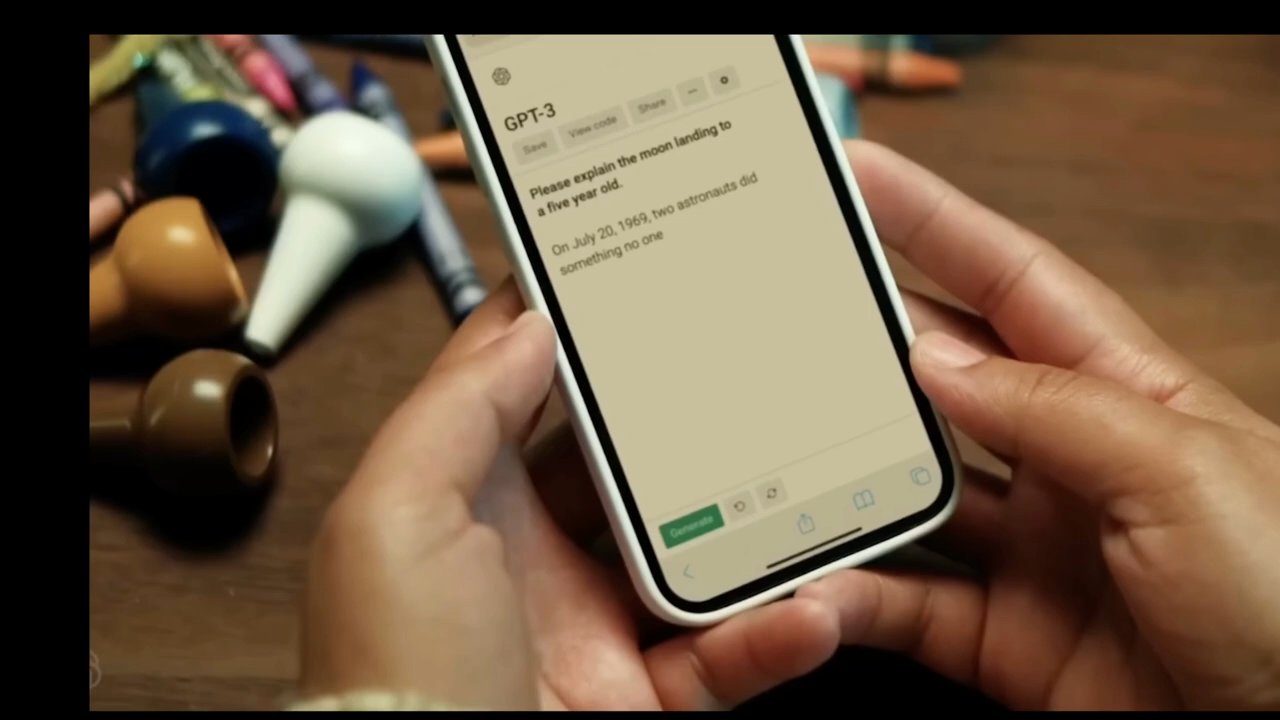 GPT-3
Save View code Share ...
Please explain the moon landing to
a five year old.
On July 20, 1969, two astronauts did
something no one
Generate